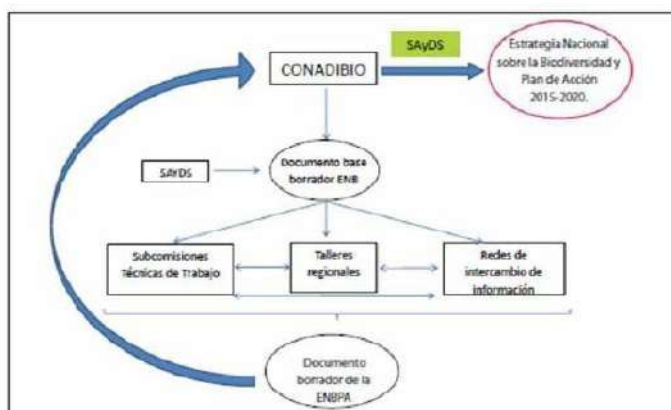 SAyDS
CONADIBIO
Estrategia Nacional
sobre la Biodiversidad y
Plan de Acción
2015-2020.
SAYDS
Documento base
borrador ENB
Subcomisiones
Técnicas de Trabajo
Talleres
regionales
Redes de
intercambio de
información
Documento
borrador de la
ENBPA